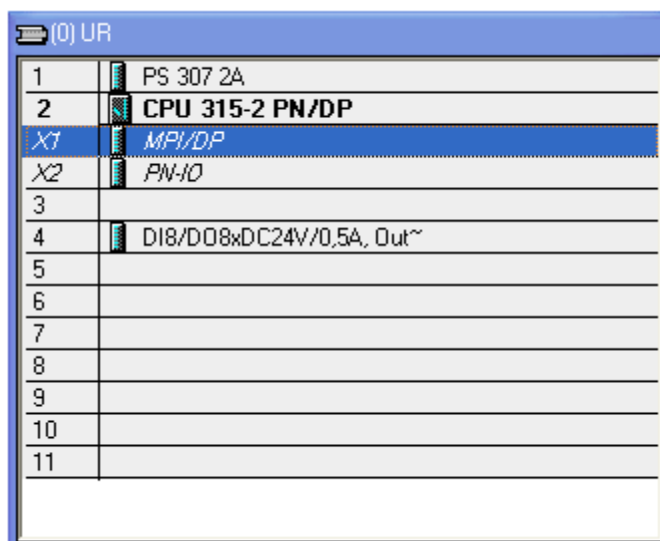 (0) UR
1 PS 307 2A
2 CPU 315-2 PN/DP
X1 MPI/DP
X2 PN-IO
3
4 DI8/DO8xDC24V/0,5A, Out~
5
6
7
8
9
10
11